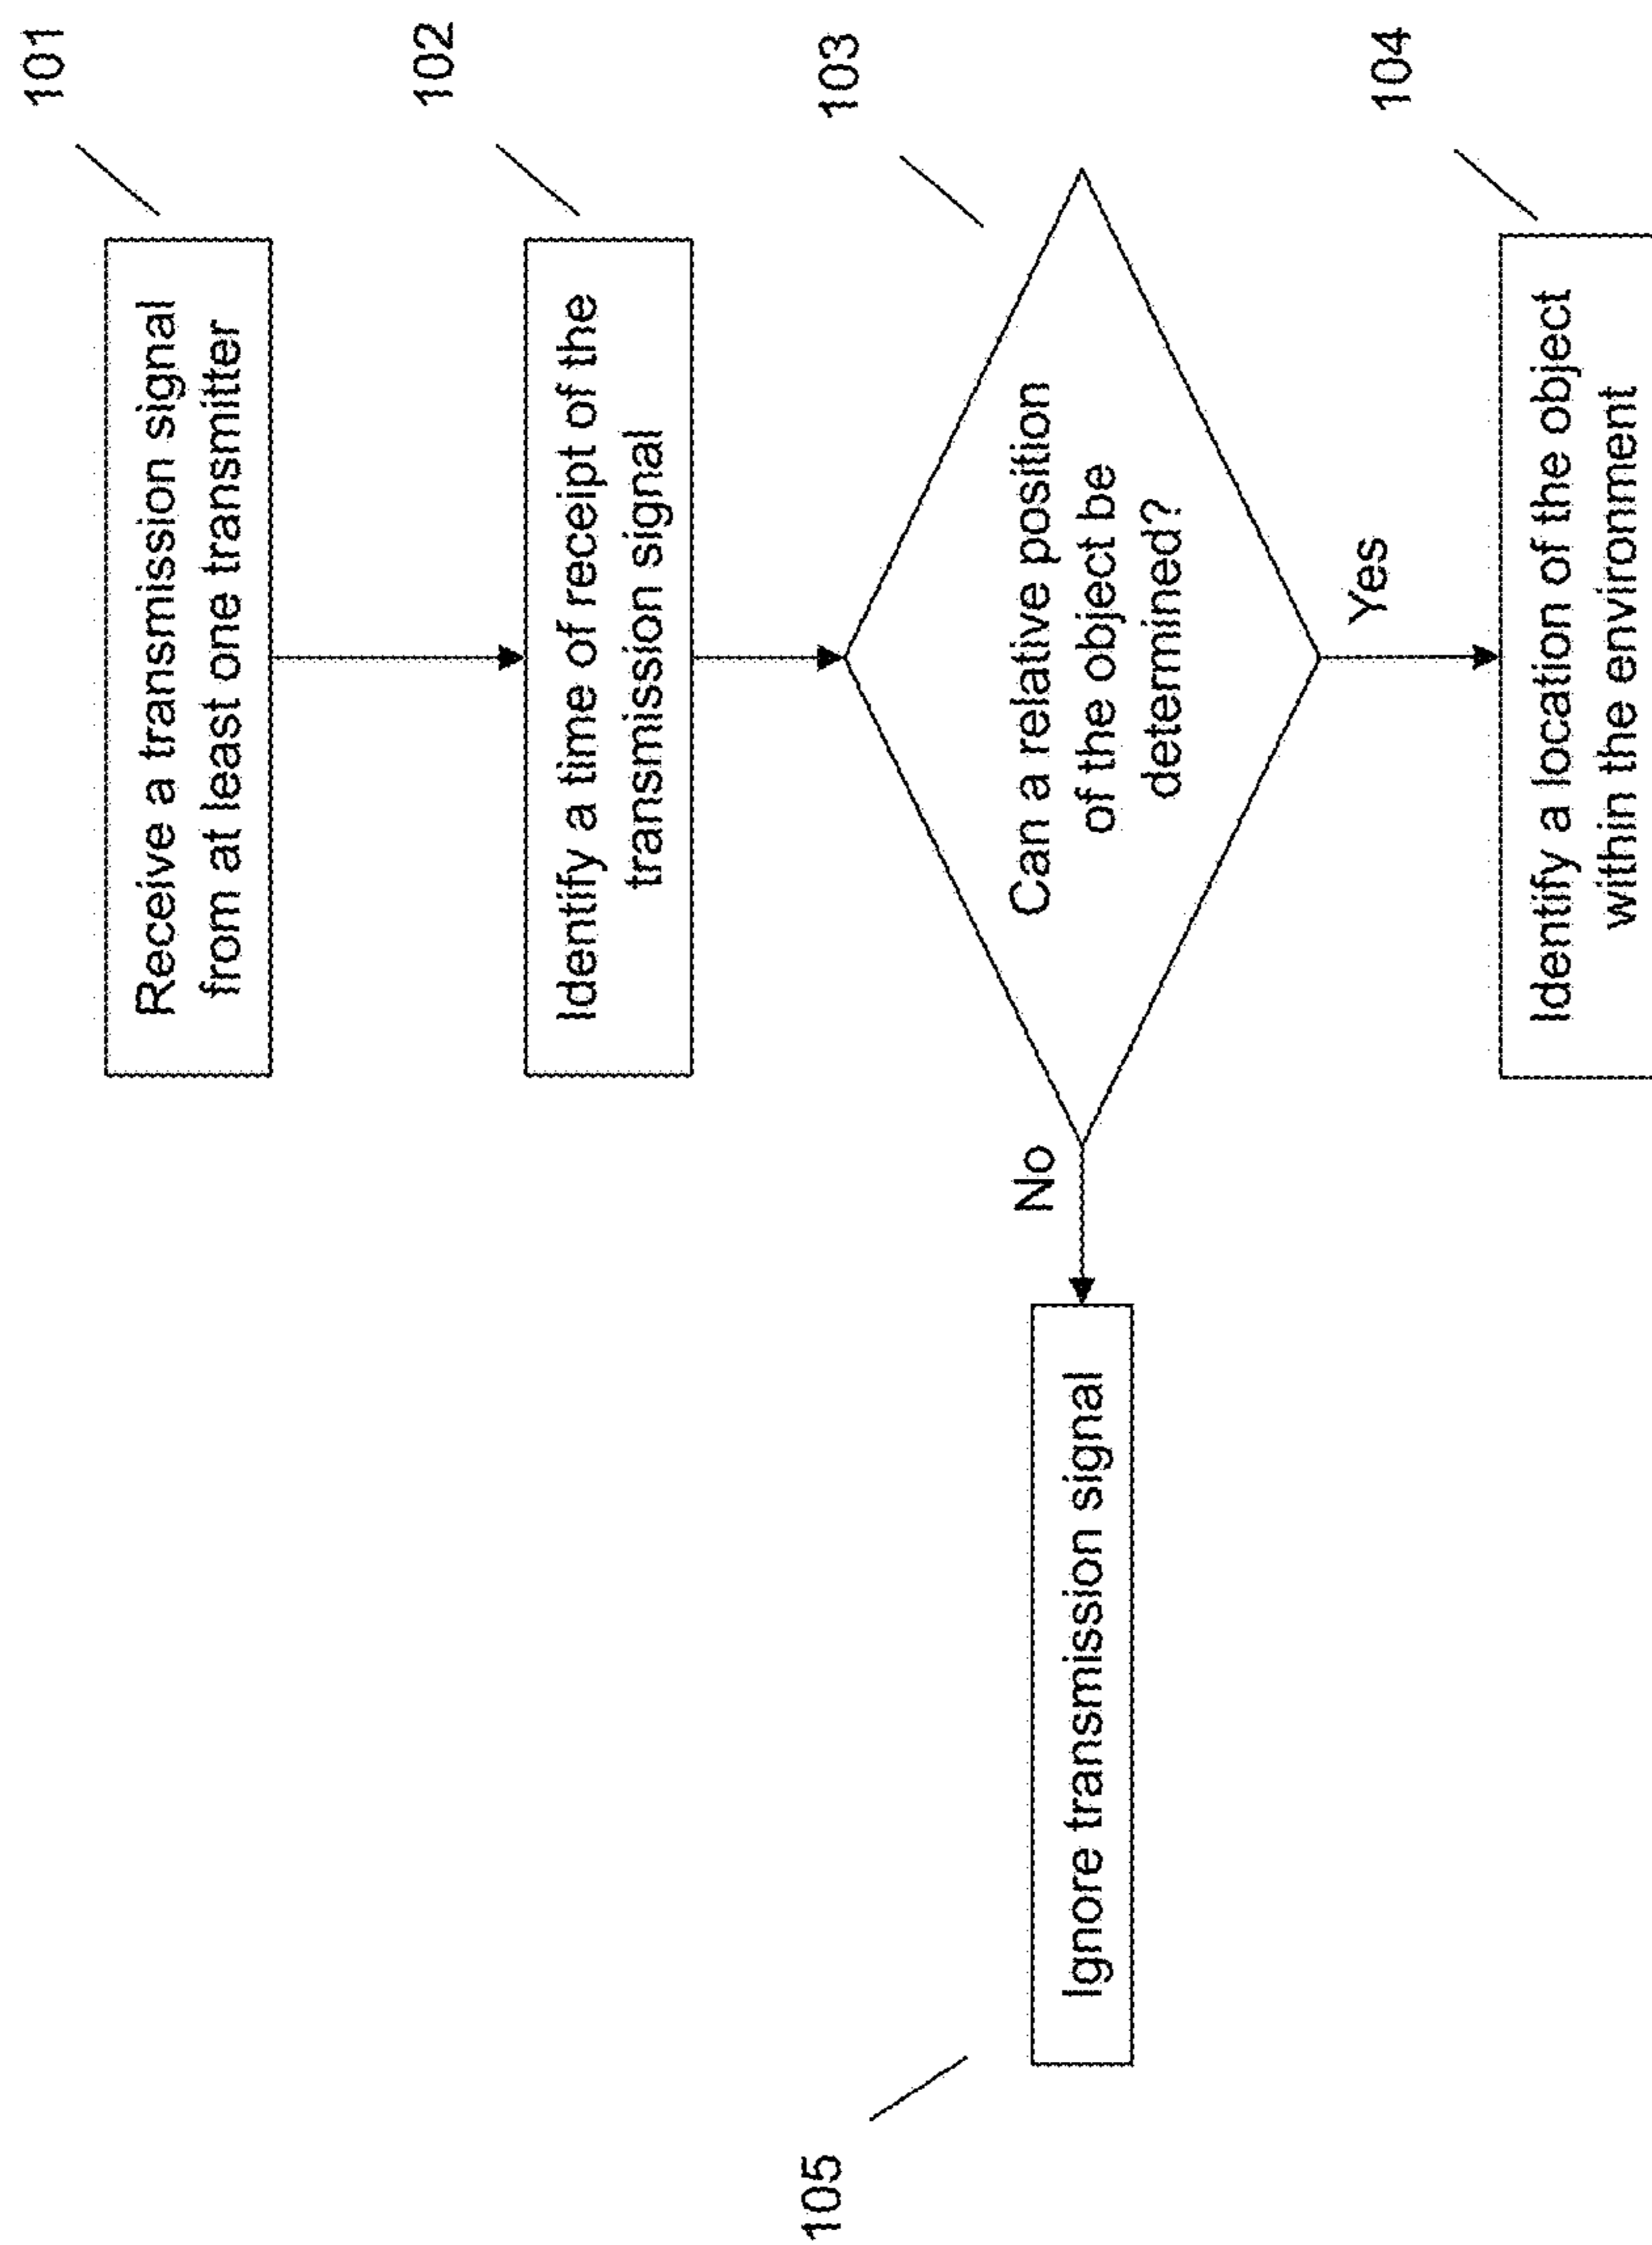 101
Receive a transmission signal
from at least one transmitter
102
Identify a time of receipt of the
transmission signal
103
Can a relative position
of the object be
determined?
No
Yes
105
Ignore transmission signal
104
Identify a location of the object
within the environment